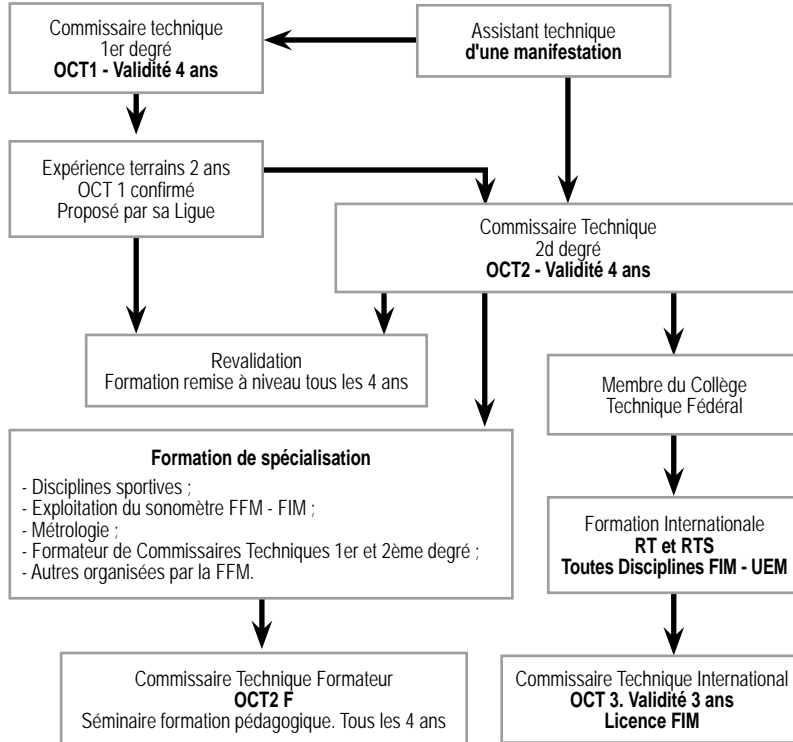 Commissaire technique
1er degré
OCT1 - Validité 4 ans
Assistant technique
d'une manifestation
Expérience terrains 2 ans
OCT 1 confirmé
Proposé par sa Ligue
Commissaire Technique
2d degré
OCT2 - Validité 4 ans
Revalidation
Formation remise à niveau tous les 4 ans
Membre du Collège
Technique Fédéral
Formation de spécialisation
- Disciplines sportives ;
- Exploitation du sonomètre FFM - FIM ;
- Métrologie ;
- Formateur de Commissaires Techniques 1er et 2ème degré ;
- Autres organisées par la FFM.
Formation Internationale
RT et RTS
Toutes Disciplines FIM - UEM
Commissaire Technique Formateur
OCT2 F
Séminaire formation pédagogique. Tous les 4 ans
Commissaire Technique International
OCT 3. Validité 3 ans
Licence FIM